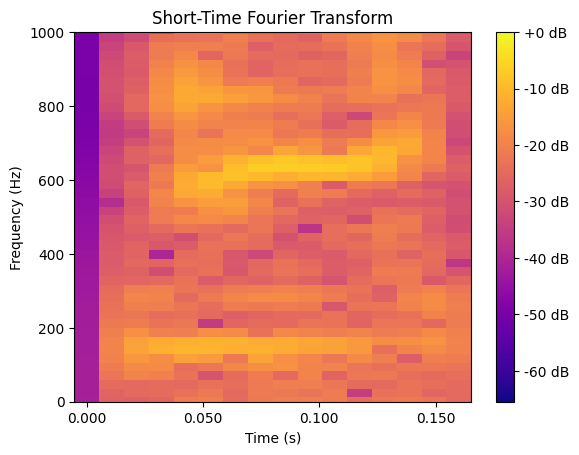 Short-Time Fourier Transform
1000
800
600
400
200
0
Frequency (Hz)
0.000
0.050
0.100
0.150
Time (s)
+0 dB
-10 dB
-20 dB
-30 dB
-40 dB
-50 dB
-60 dB